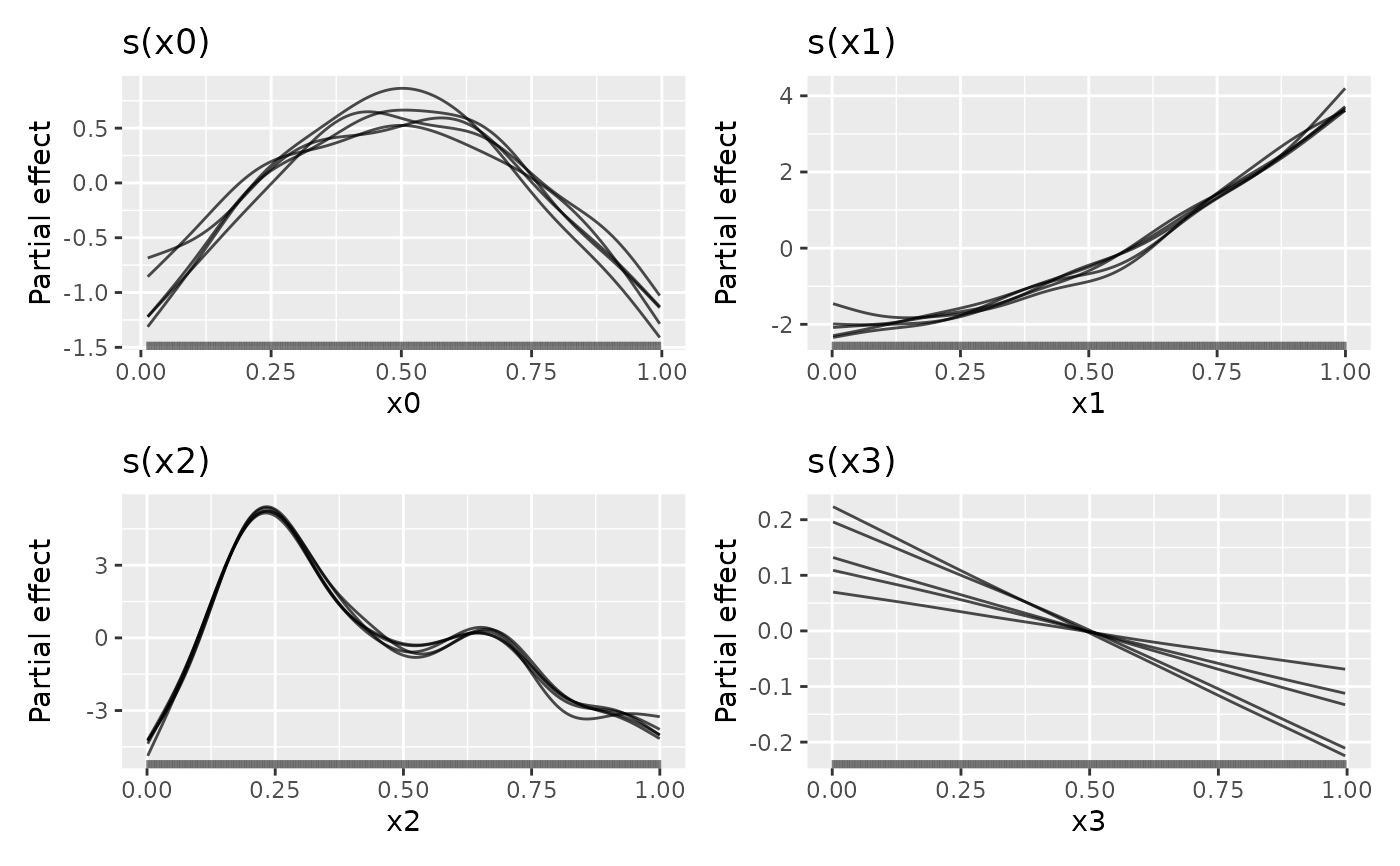 s(x0)
Partial effect
0.5
0.0
-0.5
-1.0
-1.5
0.00 0.25 0.50 0.75 1.00
x0
s(x1)
Partial effect
4
2
0
-2
0.00 0.25 0.50 0.75 1.00
x1
s(x2)
Partial effect
3
0
-3
0.00 0.25 0.50 0.75 1.00
x2
s(x3)
Partial effect
0.2
0.1
0.0
-0.1
-0.2
0.00 0.25 0.50 0.75 1.00
x3